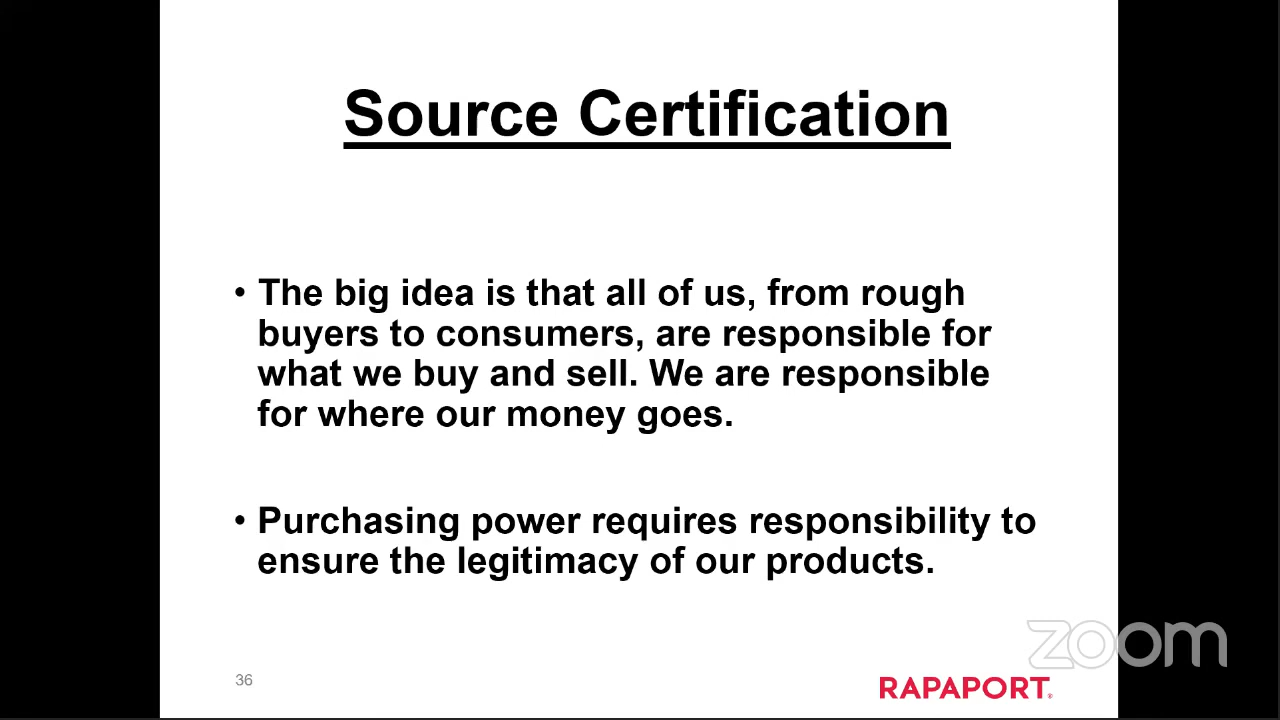 Source Certification
• The big idea is that all of us, from rough
buyers to consumers, are responsible for
what we buy and sell. We are responsible
for where our money goes.
• Purchasing power requires responsibility to
ensure the legitimacy of our products.
zoom
36
RAPAPORT®